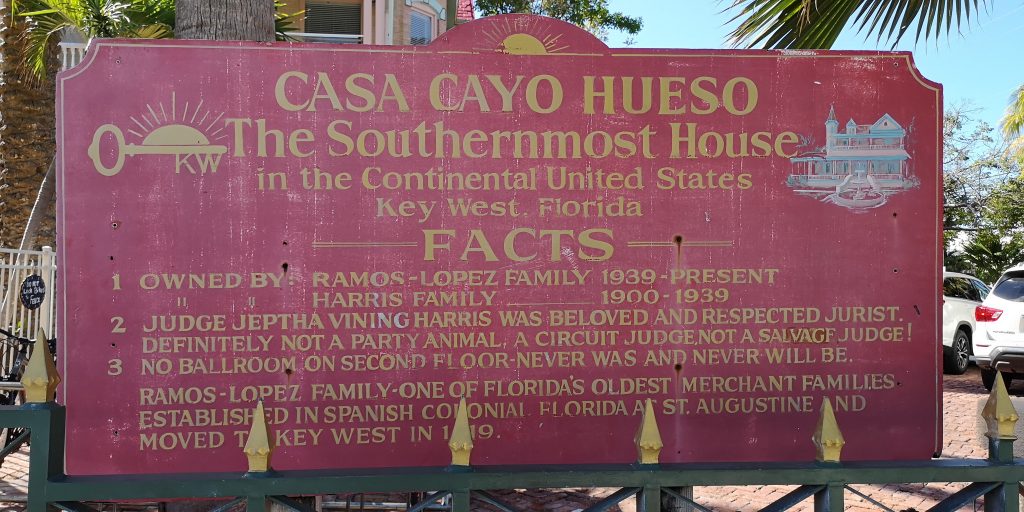 CASA CAYO HUESO
KW
The Southernmost House
in the Continental United States
Key West, Florida
FACTS
1 OWNED BY: RAMOS-LOPEZ FAMILY 1939-PRESENT
" " HARRIS FAMILY 1900-1939
2 JUDGE JEPTHA VINING HARRIS WAS BELOVED AND RESPECTED JURIST.
DEFINITELY NOT A PARTY ANIMAL, A CIRCUIT JUDGE, NOT A SALVAGE JUDGE!
3 NO BALLROOM ON SECOND FLOOR-NEVER WAS AND NEVER WILL BE.
RAMOS-LOPEZ FAMILY-ONE OF FLORIDA'S OLDEST MERCHANT FAMILIES
ESTABLISHED IN SPANISH COLONIAL FLORIDA AT ST. AUGUSTINE AND
MOVED TO KEY WEST IN